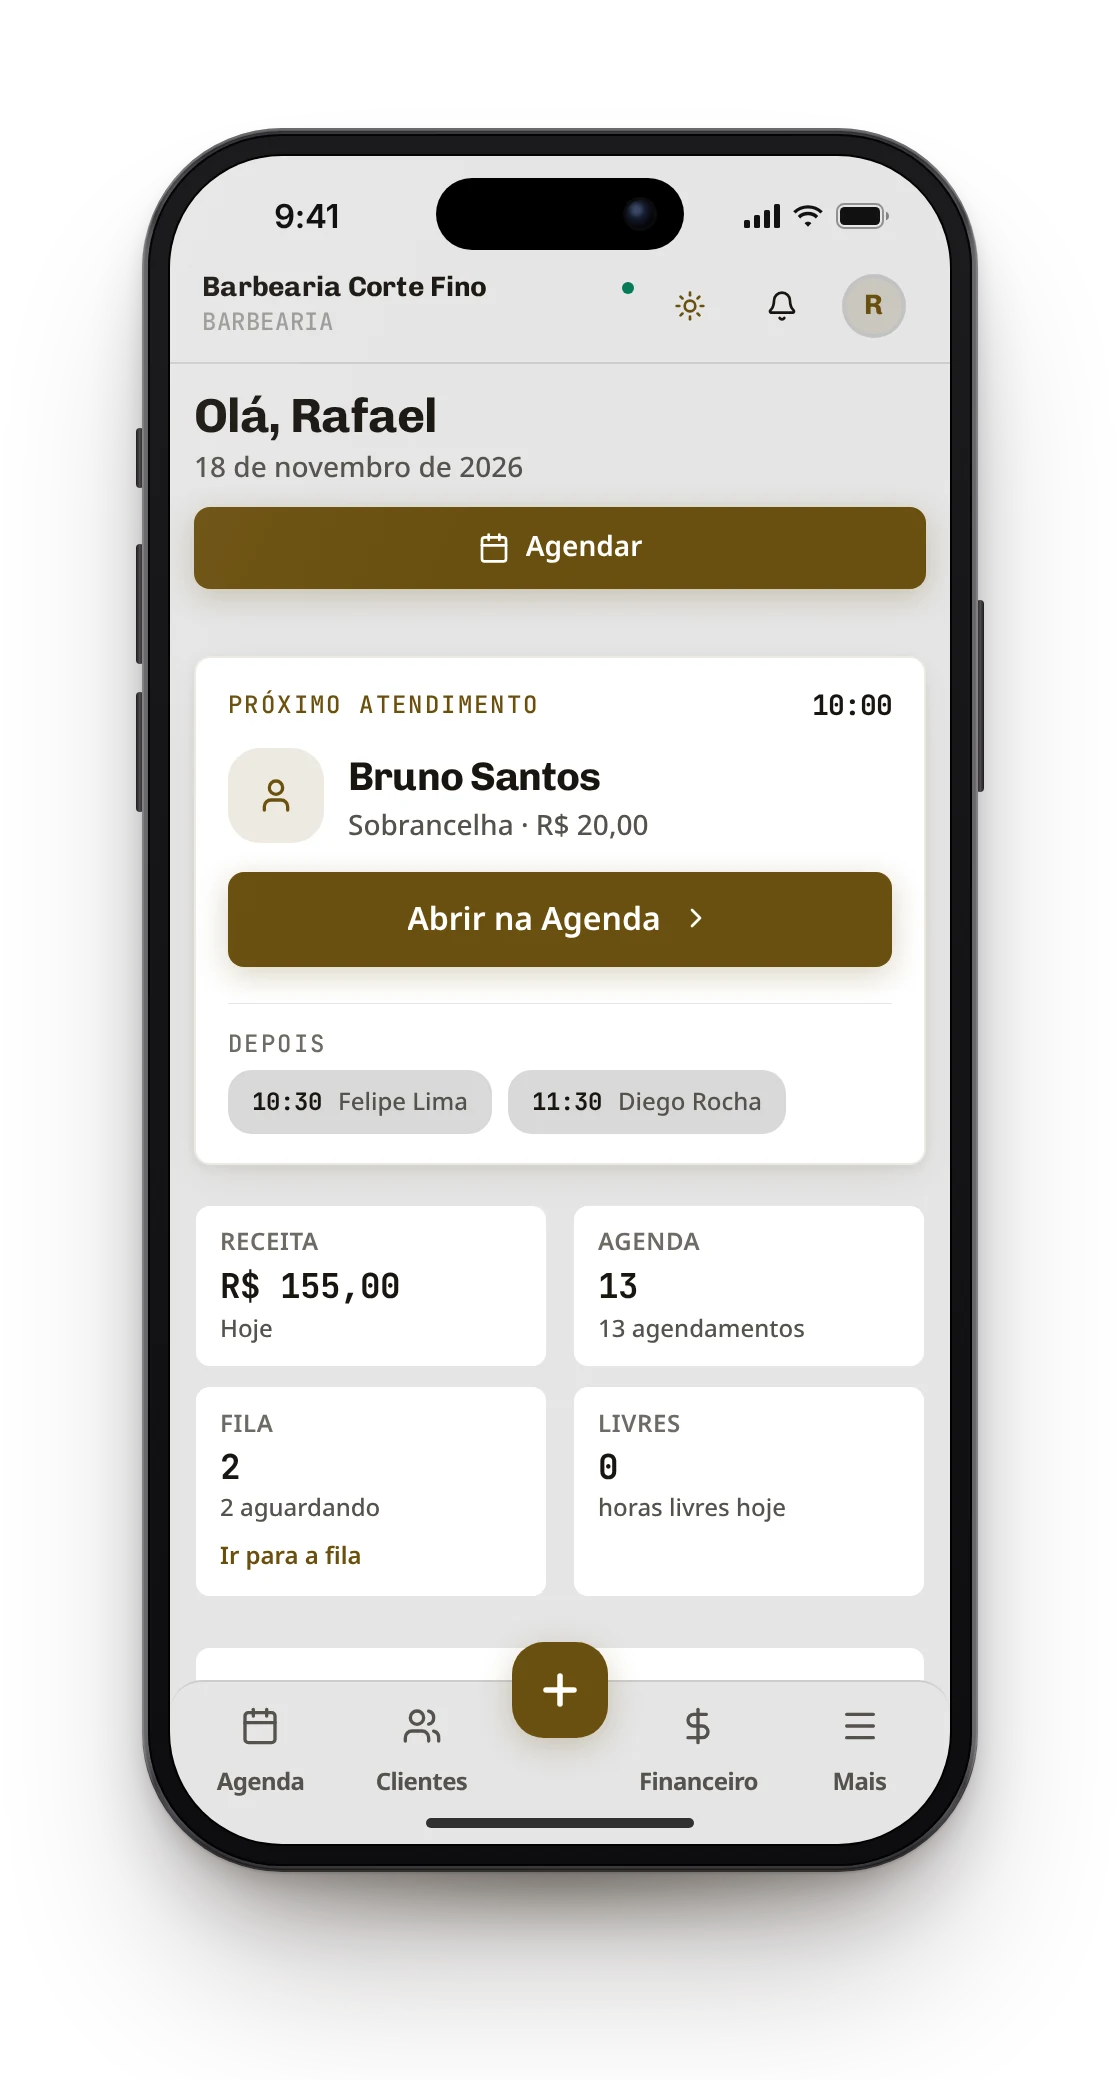 9:41
Barbearia Corte Fino
BARBEARIA
R
Olá, Rafael
18 de novembro de 2026
Agendar
PRÓXIMO ATENDIMENTO
10:00
Bruno Santos
Sobrancelha · R$ 20,00
Abrir na Agenda
DEPOIS
10:30 Felipe Lima
11:30 Diego Rocha
RECEITA
R$ 155,00
Hoje
AGENDA
13
13 agendamentos
FILA
2
2 aguardando
Ir para a fila
LIVRES
0
horas livres hoje
Agenda
Clientes
Financeiro
Mais